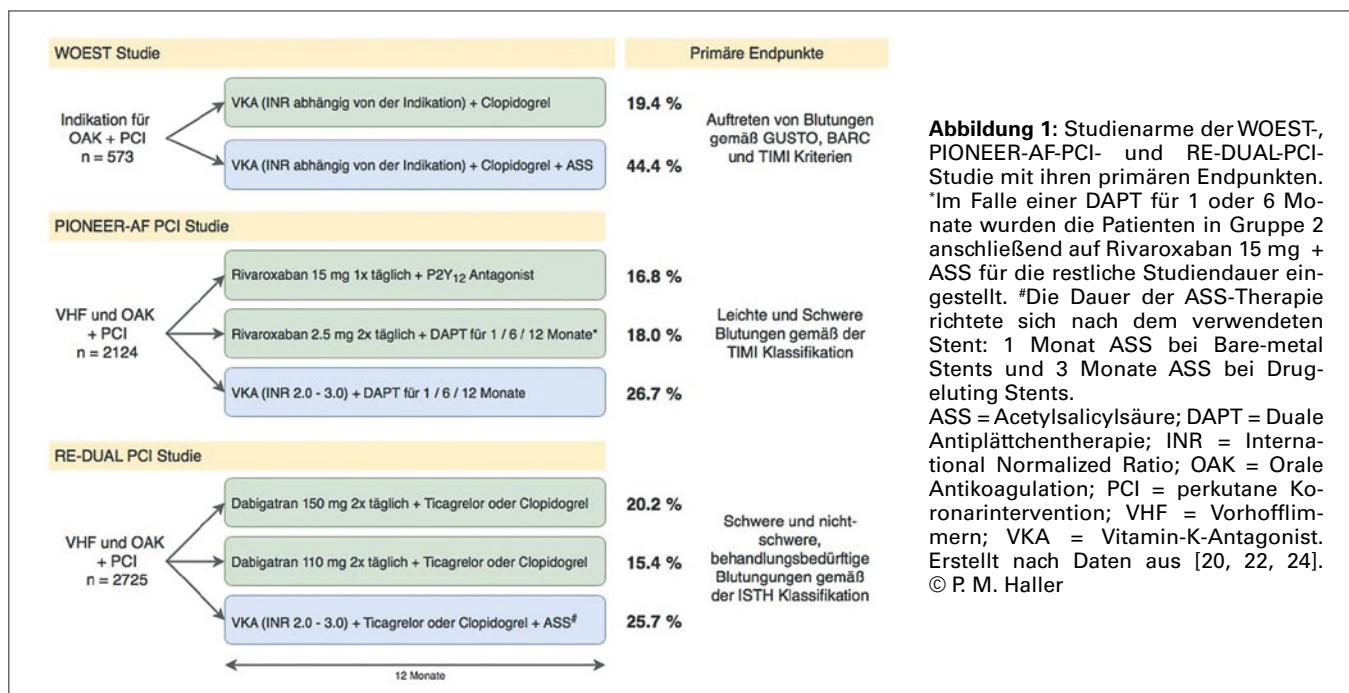 WOEST Studie
Primäre Endpunkte
Indikation für
OAK + PCI
n = 573
VKA (INR abhängig von der Indikation) + Clopidogrel
19.4 %
VKA (INR abhängig von der Indikation) + Clopidogrel + ASS
44.4 %
Auftreten von Blutungen
gemäß GUSTO, BARC
und TIMI Kriterien
PIONEER-AF PCI Studie
VHF und OAK
+ PCI
n = 2124
Rivaroxaban 15 mg 1x täglich + P2Y12 Antagonist
16.8 %
Rivaroxaban 2.5 mg 2x täglich + DAPT für 1 / 6 / 12 Monate*
18.0 %
VKA (INR 2.0 - 3.0) + DAPT für 1 / 6 / 12 Monate
26.7 %
Leichte und Schwere
Blutungen gemäß der
TIMI Klassifikation
RE-DUAL PCI Studie
VHF und OAK
+ PCI
n = 2725
Dabigatran 150 mg 2x täglich + Ticagrelor oder Clopidogrel
20.2 %
Dabigatran 110 mg 2x täglich + Ticagrelor oder Clopidogrel
15.4 %
VKA (INR 2.0 - 3.0) + Ticagrelor oder Clopidogrel + ASS#
25.7 %
Schwere und nicht-
schwere,
behandlungsbedürftige
Blutungungen gemäß
der ISTH Klassifikation
12 Monate
Abbildung 1: Studienarme der WOEST-,
PIONEER-AF-PCI- und RE-DUAL-PCI-
Studie mit ihren primären Endpunkten.
*Im Falle einer DAPT für 1 oder 6 Mo-
nate wurden die Patienten in Gruppe 2
anschließend auf Rivaroxaban 15 mg +
ASS für die restliche Studiendauer ein-
gestellt. #Die Dauer der ASS-Therapie
richtete sich nach dem verwendeten
Stent: 1 Monat ASS bei Bare-metal
Stents und 3 Monate ASS bei Drug-
eluting Stents.
ASS = Acetylsalicylsäure; DAPT = Duale
Antiplättchentherapie; INR = Interna-
tional Normalized Ratio; OAK = Orale
Antikoagulation; PCI = perkutane Ko-
ronarintervention; VHF = Vorhofflim-
mern; VKA = Vitamin-K-Antagonist.
Erstellt nach Daten aus [20, 22, 24].
© P. M. Haller